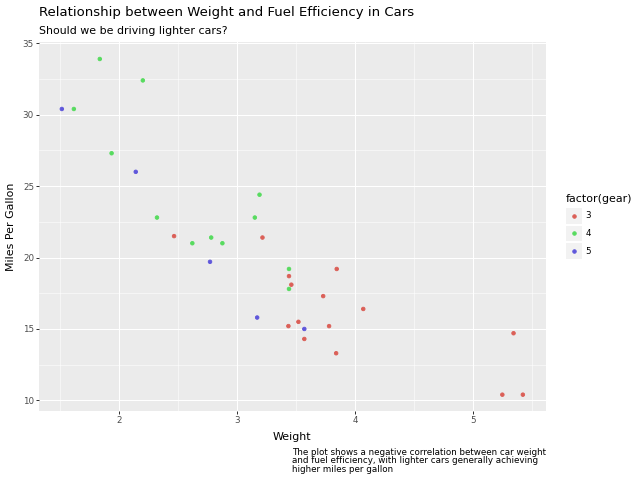 Relationship between Weight and Fuel Efficiency in Cars
Should we be driving lighter cars?
35
30
25
20
15
10
Miles Per Gallon
2
3
4
5
Weight
factor(gear)
3
4
5
The plot shows a negative correlation between car weight
and fuel efficiency, with lighter cars generally achieving
higher miles per gallon